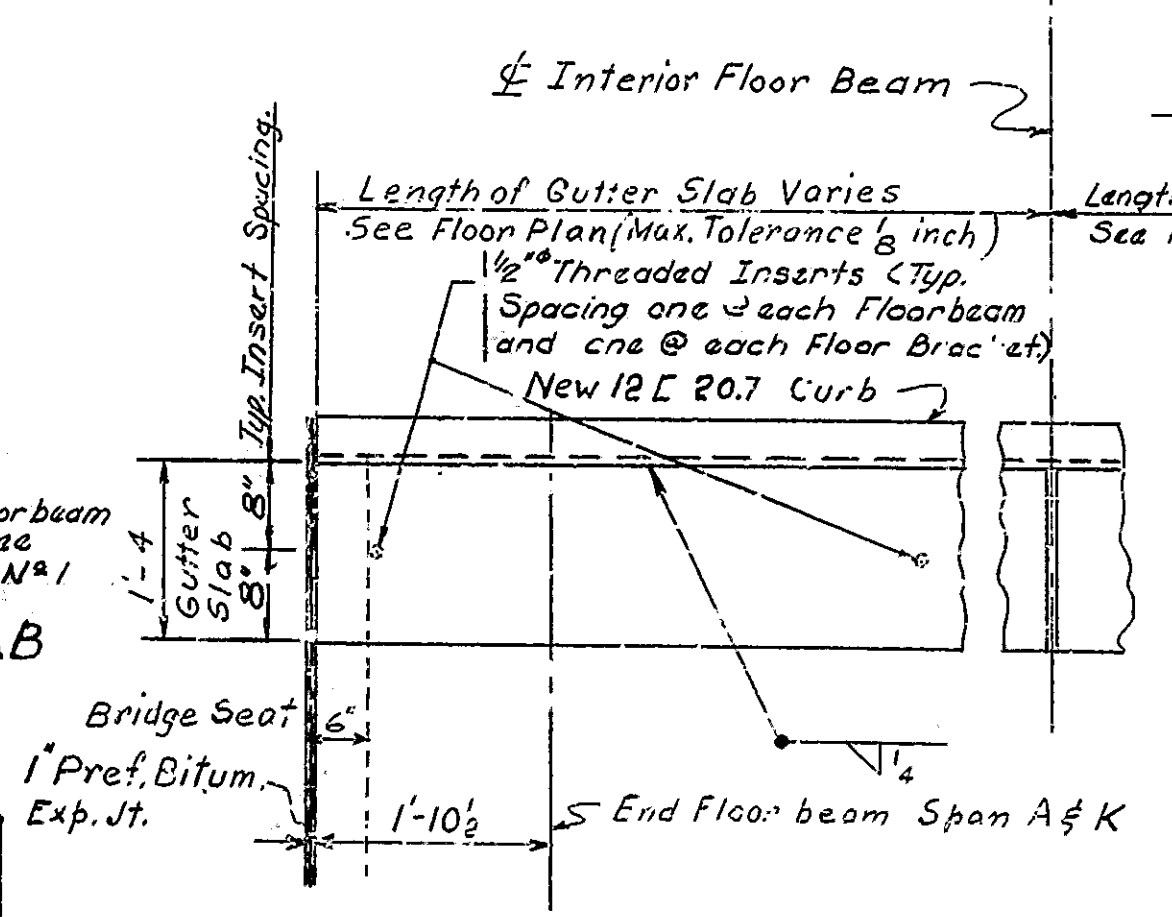 ℄ Interior Floor Beam
Typ. Insert Spacing.
Length of Gutter Slab Varies
See Floor Plan (Max. Tolerance 1/8 inch)
1/2"ø Threaded Inserts (Typ.
Spacing one @ each Floorbeam
and one @ each Floor Brac et)
New 12 [ 20.7 Curb
8"
8"
1'-4
Gutter
Slab
N° 1
B
Bridge Seat
6"
1" Pref. Bitum.
Exp. Jt.
1'-10 1/2
1/4
End Floor beam Span A & K